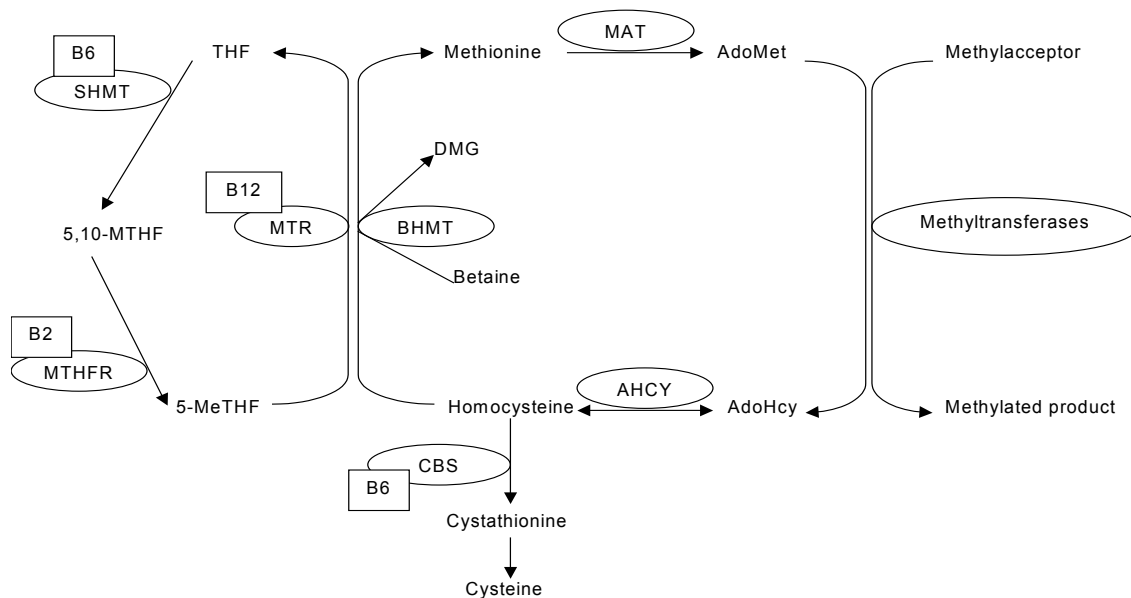 MAT
B6
THF
Methionine
AdoMet
Methylacceptor
SHMT
DMG
B12
5,10-MTHF
MTR
BHMT
Methyltransferases
Betaine
B2
MTHFR
AHCY
5-MeTHF
Homocysteine
AdoHcy
Methylated product
CBS
B6
Cystathionine
Cysteine